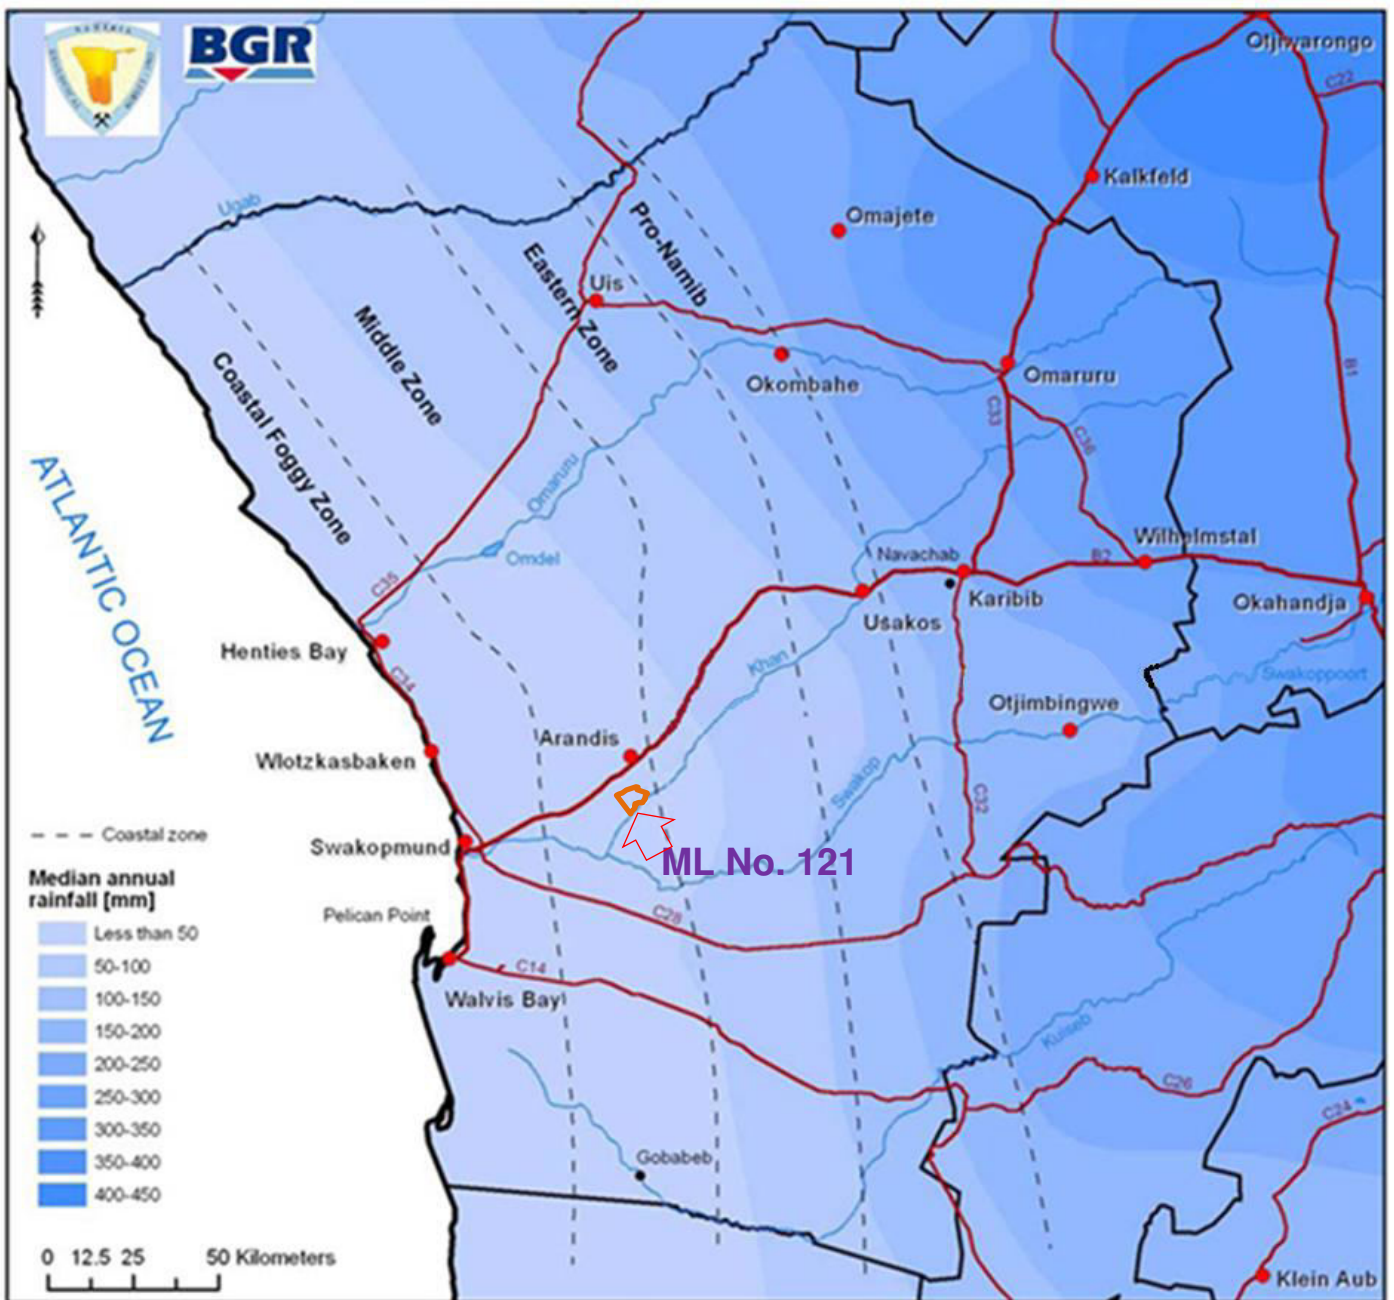 BGR
Otjiwarongo
C22
Kalkfeld
Omajete
Ugab
Pro-Namib
Eastern Zone
Uis
Middle Zone
Coastal Foggy Zone
Okombahe
Omaruru
B1
C33
C36
ATLANTIC OCEAN
Omaruru
Omdel
Navachab
B2
Wilhelmstal
C35
Karibib
Okahandja
Usakos
Henties Bay
C34
Khan
Swakoppoort
Otjimbingwe
Arandis
Wlotzkasbaken
Swakop
C32
Coastal zone
Swakopmund
ML No. 121
Median annual
rainfall [mm]
Pelican Point
C28
Less than 50
50-100
C14
100-150
Walvis Bay
150-200
Kuiseb
200-250
250-300
C26
300-350
C24
350-400
Gobabeb
400-450
0 12.5 25 50 Kilometers
Klein Aub